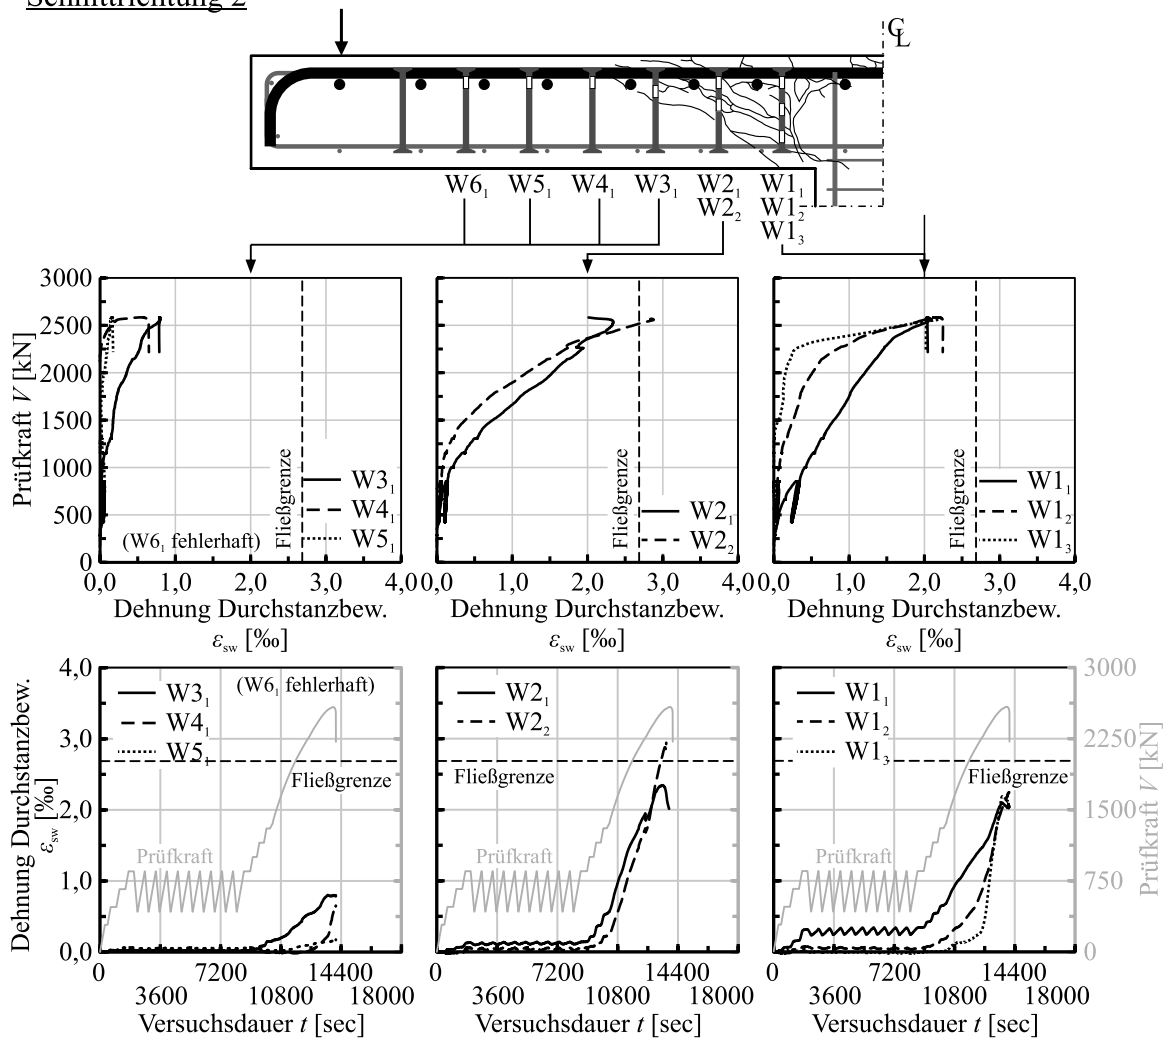 Schnittrichtung 2
CL
W6₁ W5₁ W4₁ W3₁ W2₁ W1₁
W2₂ W1₂
W1₃
3000
2500
2000
1500
1000
500
0
Prüfkraft V [kN]
Fließgrenze
W3₁
W4₁
W5₁
(W6₁ fehlerhaft)
0,0 1,0 2,0 3,0 4,0
Dehnung Durchstanzbew.
εsw [‰]
Fließgrenze
W2₁
W2₂
0,0 1,0 2,0 3,0 4,0
Dehnung Durchstanzbew.
εsw [‰]
Fließgrenze
W1₁
W1₂
W1₃
0,0 1,0 2,0 3,0 4,0
Dehnung Durchstanzbew.
εsw [‰]
4,0
3,0
2,0
1,0
0,0
Dehnung Durchstanzbew.
εsw [‰]
W3₁
W4₁
W5₁
(W6₁ fehlerhaft)
Fließgrenze
Prüfkraft
0 7200 14400
3600 10800 18000
Versuchsdauer t [sec]
W2₁
W2₂
Fließgrenze
Prüfkraft
0 7200 14400
3600 10800 18000
Versuchsdauer t [sec]
W1₁
W1₂
W1₃
Fließgrenze
Prüfkraft
0 7200 14400
3600 10800 18000
Versuchsdauer t [sec]
3000
2250
1500
750
0
Prüfkraft V [kN]